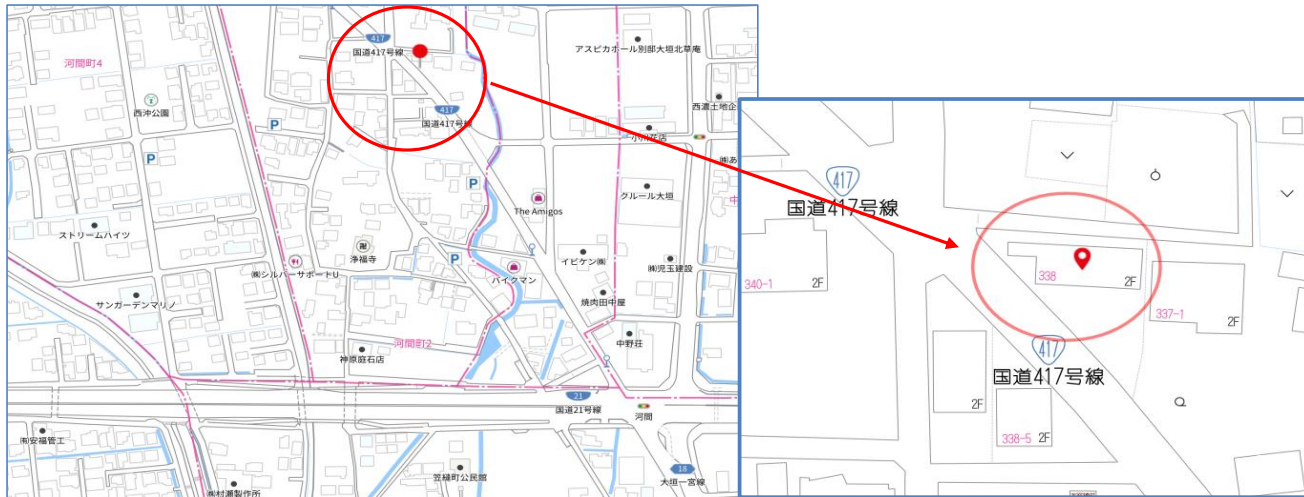 417
国道417号線
アスピカホール別邸大垣北草庵
河間町4
西沖公園
P
417
国道417号線
西濃土地企
小川花店
P
P
The Amigos
グルール大垣
ストリームハイツ
浄福寺
㈱シルバーサポートU
P
バイクマン
イビケン㈱
㈱児玉建設
サンガーデンマリノ
焼肉田中屋
河間町2
神原庭石店
中野荘
21
国道21号線
河間
㈲安福管工
笠縫町公民館
18
大垣一宮線
㈱村瀬製作所
417
国道417号線
340-1
2F
338
2F
337-1
2F
417
国道417号線
2F
338-5
2F